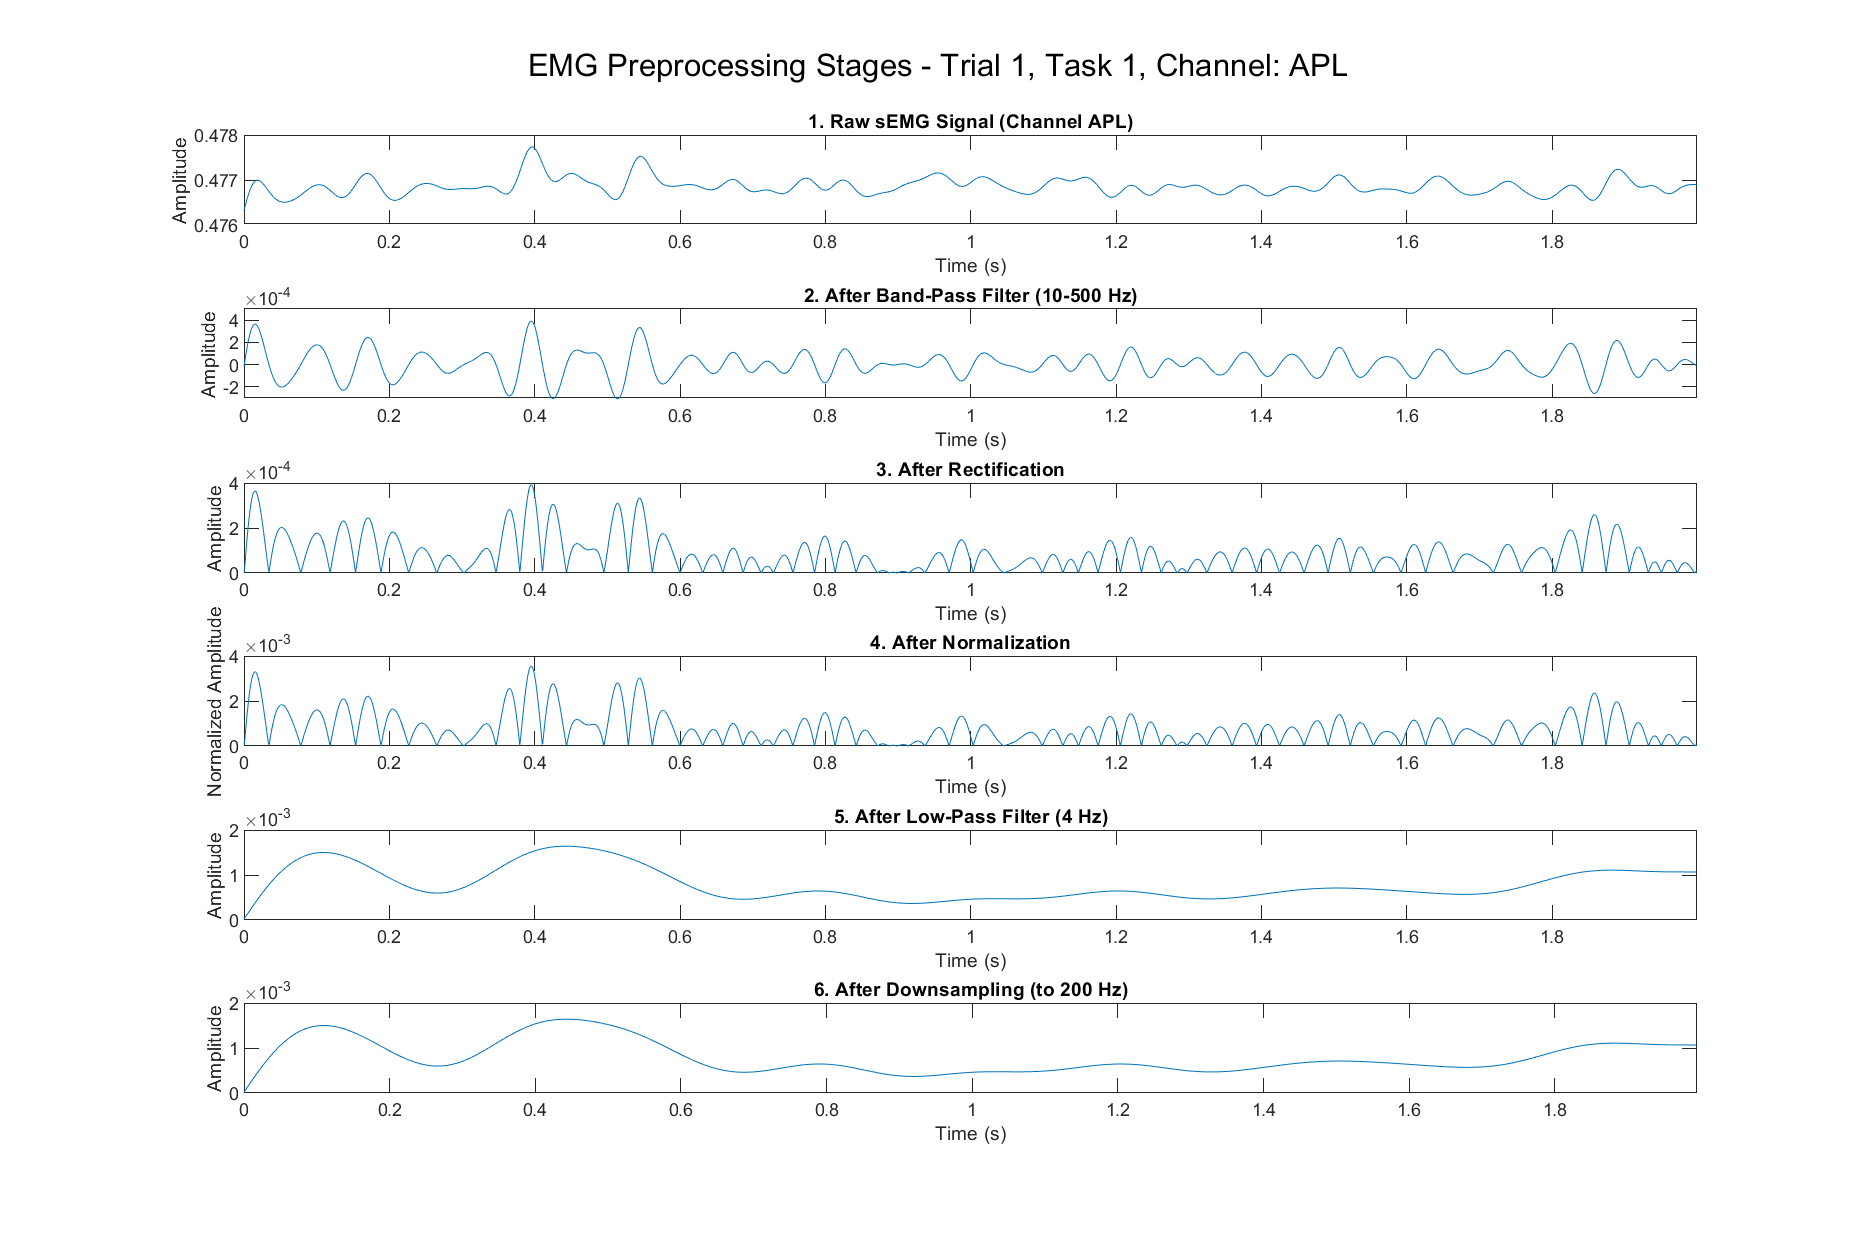 EMG Preprocessing Stages - Trial 1, Task 1, Channel: APL
1. Raw sEMG Signal (Channel APL)
Amplitude
0.478
0.477
0.476
0 0.2 0.4 0.6 0.8 1 1.2 1.4 1.6 1.8
Time (s)
2. After Band-Pass Filter (10-500 Hz)
×10⁻⁴
Amplitude
4
2
0
-2
0 0.2 0.4 0.6 0.8 1 1.2 1.4 1.6 1.8
Time (s)
3. After Rectification
×10⁻⁴
Amplitude
4
2
0
0 0.2 0.4 0.6 0.8 1 1.2 1.4 1.6 1.8
Time (s)
4. After Normalization
×10⁻³
Normalized Amplitude
4
2
0
0 0.2 0.4 0.6 0.8 1 1.2 1.4 1.6 1.8
Time (s)
5. After Low-Pass Filter (4 Hz)
×10⁻³
Amplitude
2
1
0
0 0.2 0.4 0.6 0.8 1 1.2 1.4 1.6 1.8
Time (s)
6. After Downsampling (to 200 Hz)
×10⁻³
Amplitude
2
1
0
0 0.2 0.4 0.6 0.8 1 1.2 1.4 1.6 1.8
Time (s)